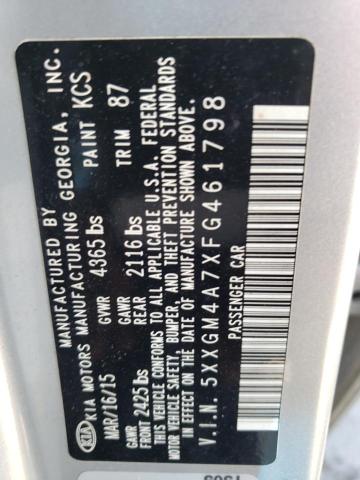 MANUFACTURED BY
KIA KIA MOTORS MANUFACTURING GEORGIA, INC.
MAR/16/15 4365 lbs PAINT KCS
GVWR
GAWR GAWR TRIM 87
FRONT 2425 lbs REAR 2116 lbs
THIS VEHICLE CONFORMS TO ALL APPLICABLE U.S.A. FEDERAL
MOTOR VEHICLE SAFETY, BUMPER, AND THEFT PREVENTION STANDARDS
IN EFFECT ON THE DATE OF MANUFACTURE SHOWN ABOVE.
V.I.N. 5XXGM4A7XFG461798
PASSENGER CAR